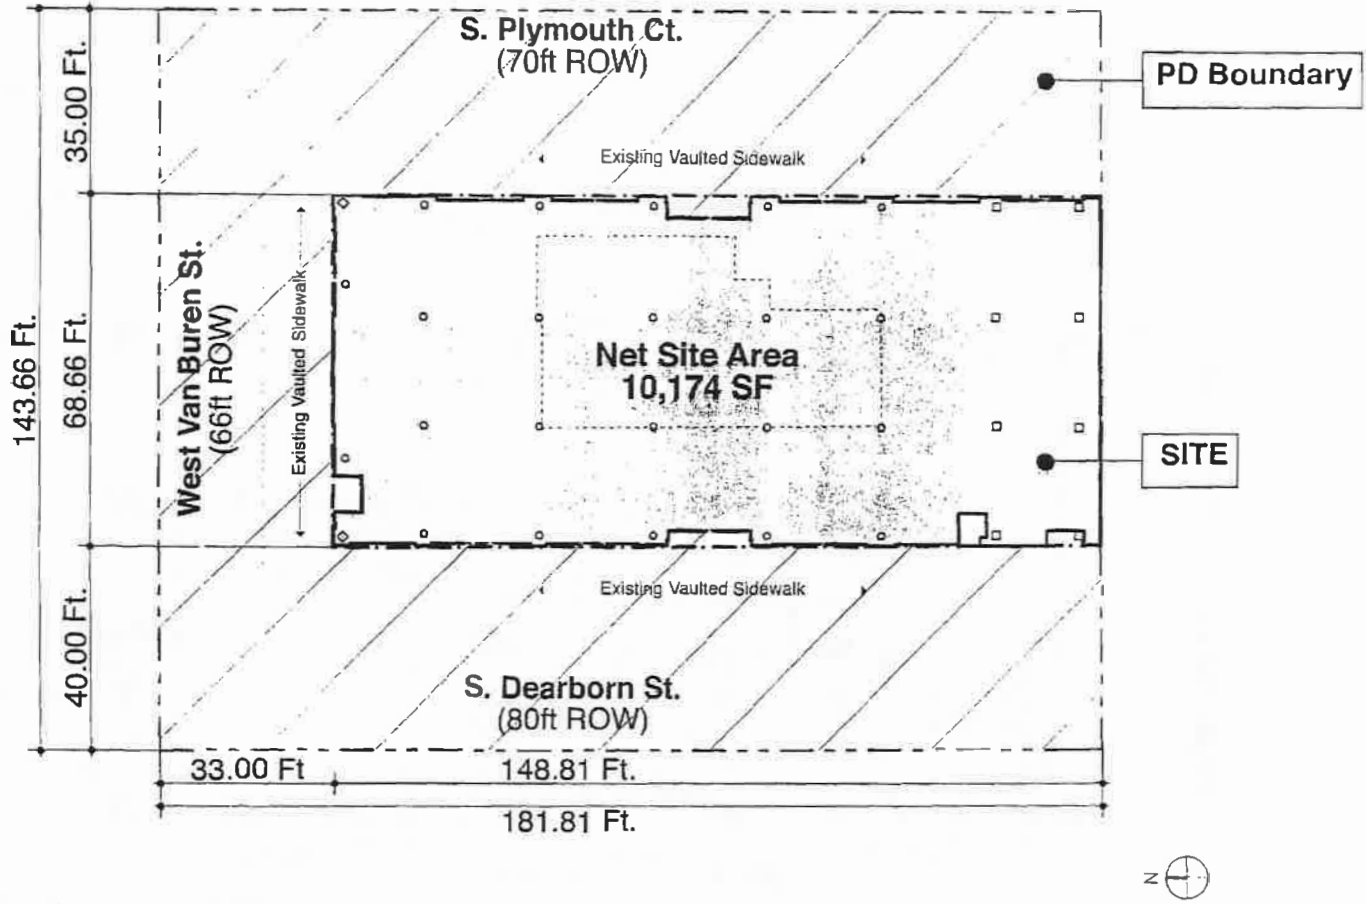 S. Plymouth Ct.
(70ft ROW)
PD Boundary
35.00 Ft.
Existing Vaulted Sidewalk
143.66 Ft.
68.66 Ft.
West Van Buren St.
(66ft ROW)
Existing Vaulted Sidewalk
Net Site Area
10,174 SF
SITE
40.00 Ft.
Existing Vaulted Sidewalk
S. Dearborn St.
(80ft ROW)
33.00 Ft
148.81 Ft.
181.81 Ft.
N